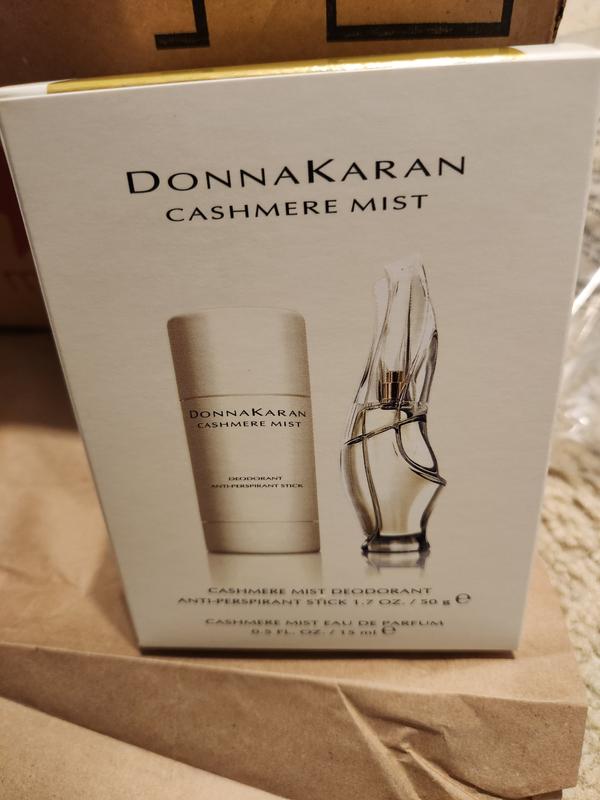 DONNAKARAN
CASHMERE MIST
DONNAKARAN
CASHMERE MIST
DEODORANT
ANTI-PERSPIRANT STICK
CASHMERE MIST DEODORANT
ANTI-PERSPIRANT STICK 1.7 OZ. / 50 g ℮
CASHMERE MIST EAU DE PARFUM
0.5 FL. OZ. / 15 ml ℮